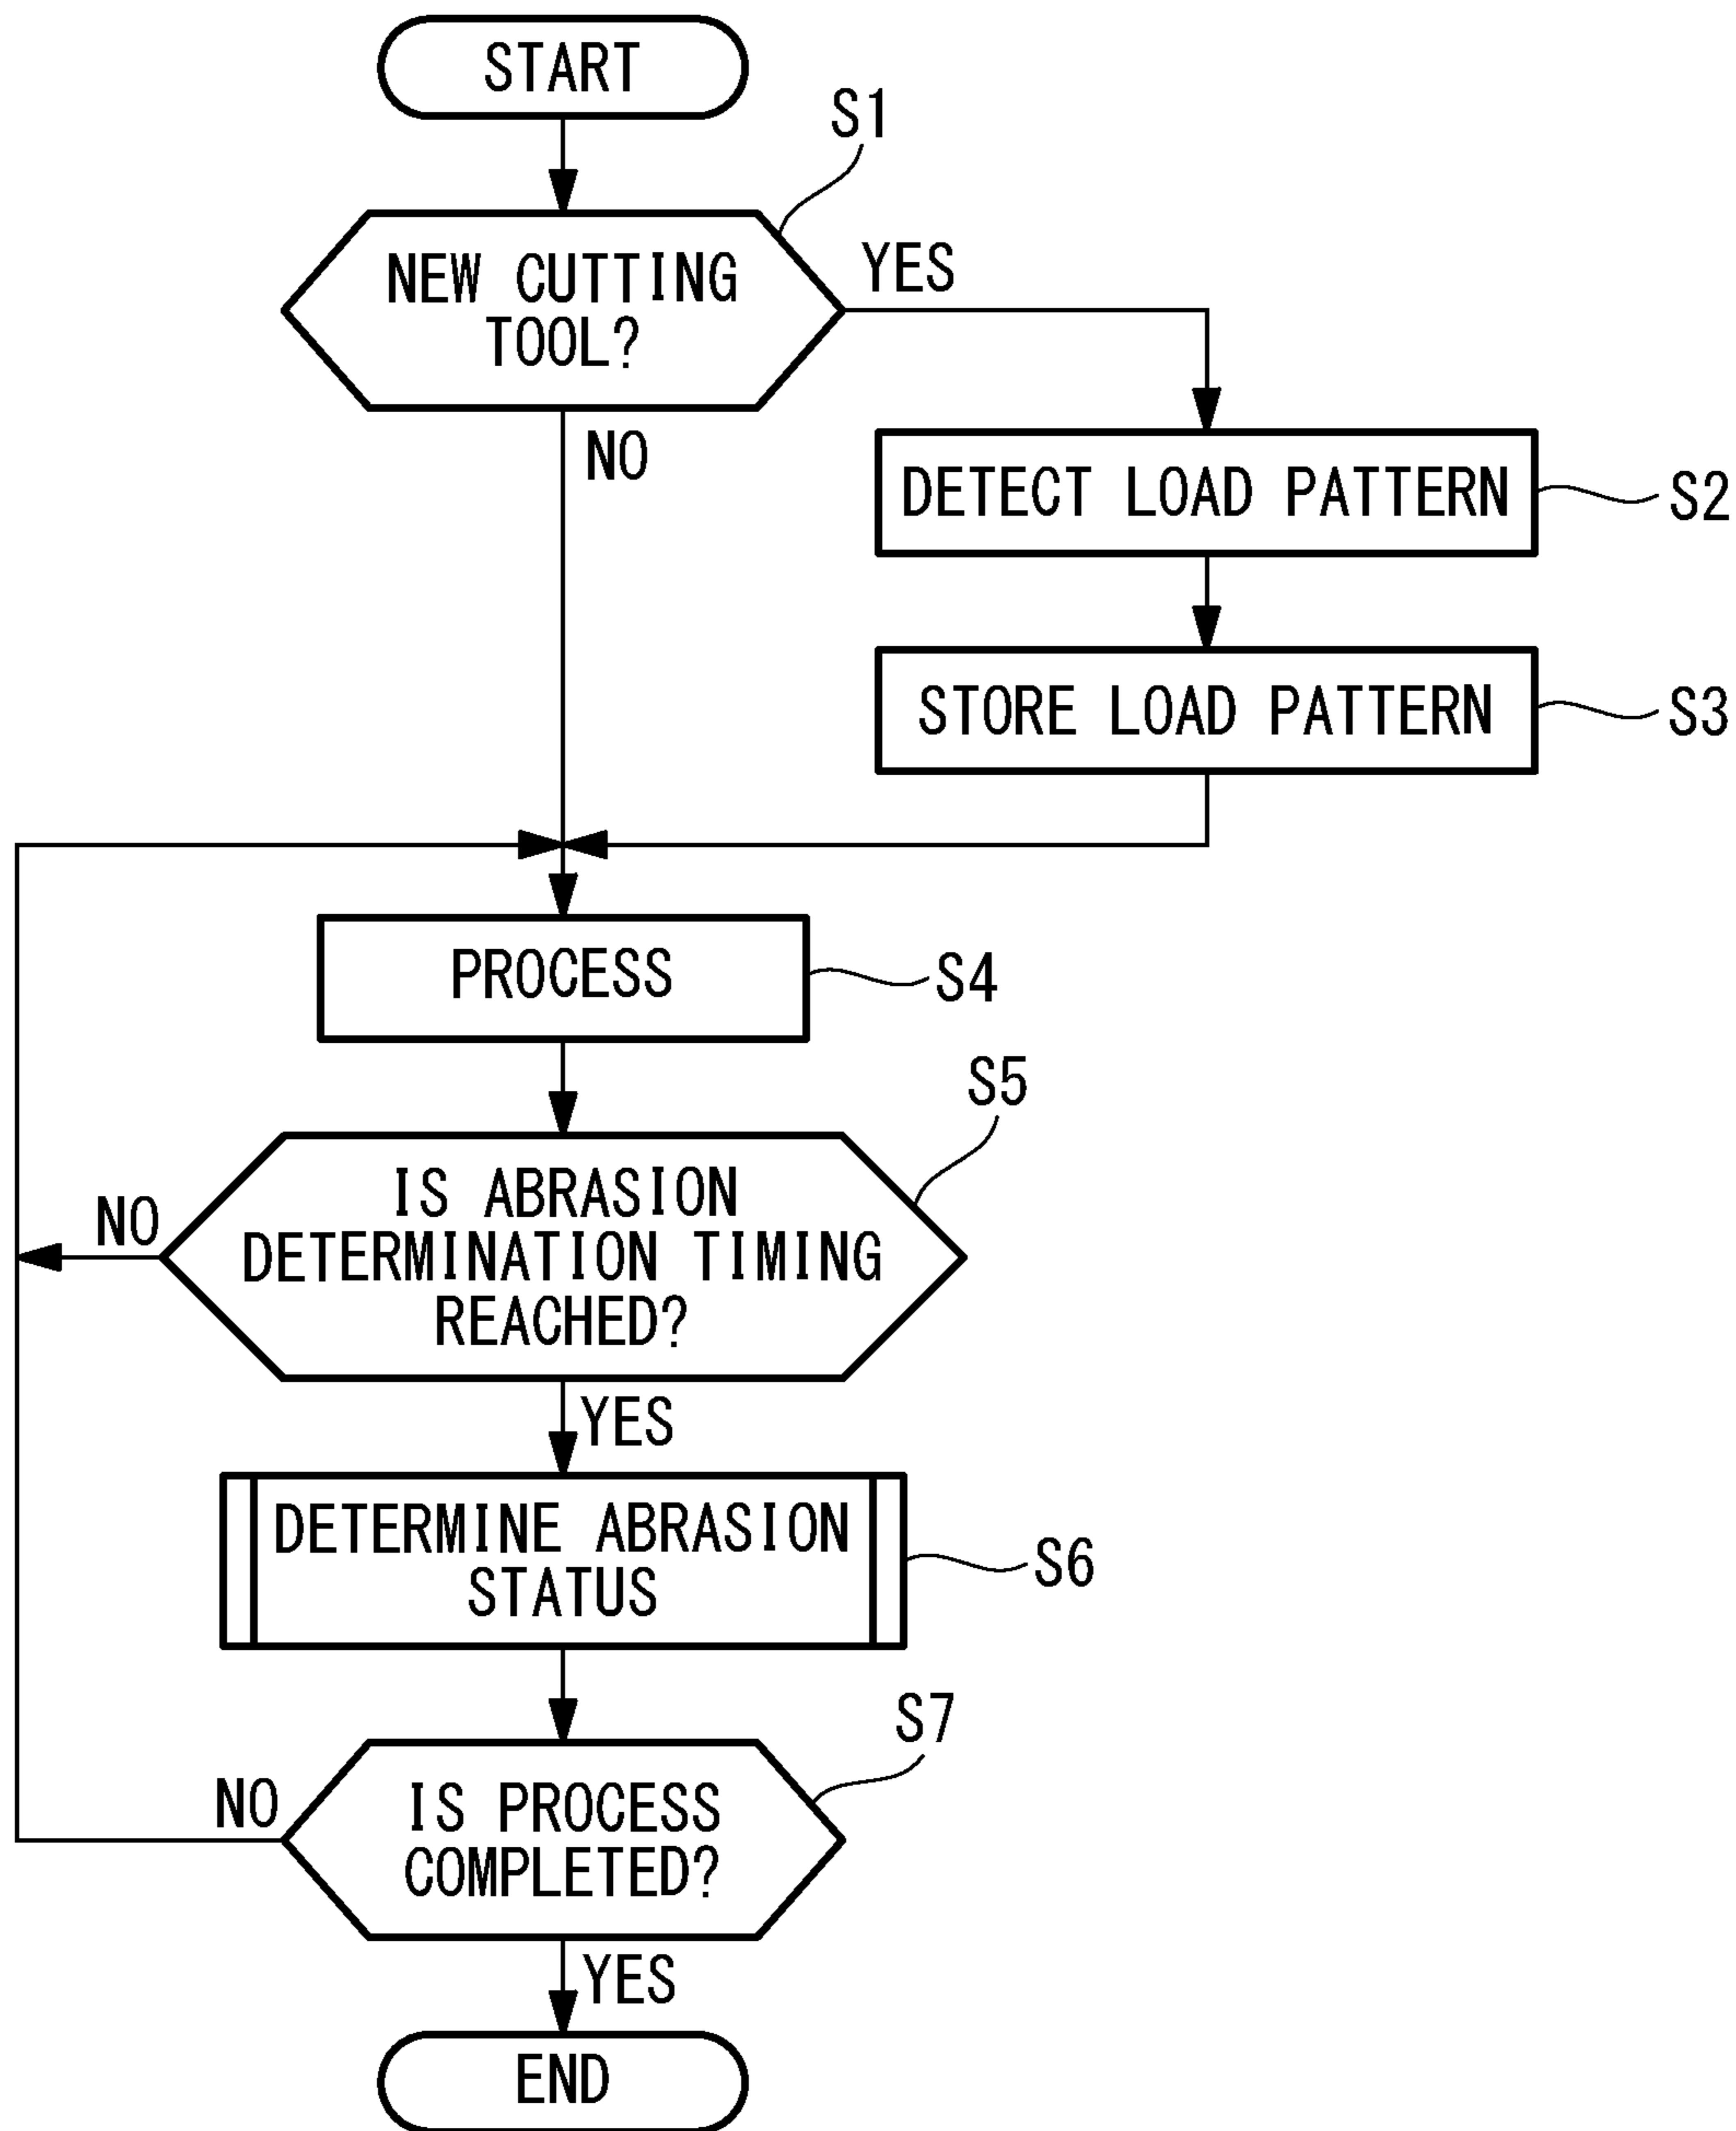 START
S1
NEW CUTTING
TOOL?
YES
NO
DETECT LOAD PATTERN
S2
STORE LOAD PATTERN
S3
PROCESS
S4
S5
IS ABRASION
DETERMINATION TIMING
REACHED?
NO
YES
DETERMINE ABRASION
STATUS
S6
S7
IS PROCESS
COMPLETED?
NO
YES
END